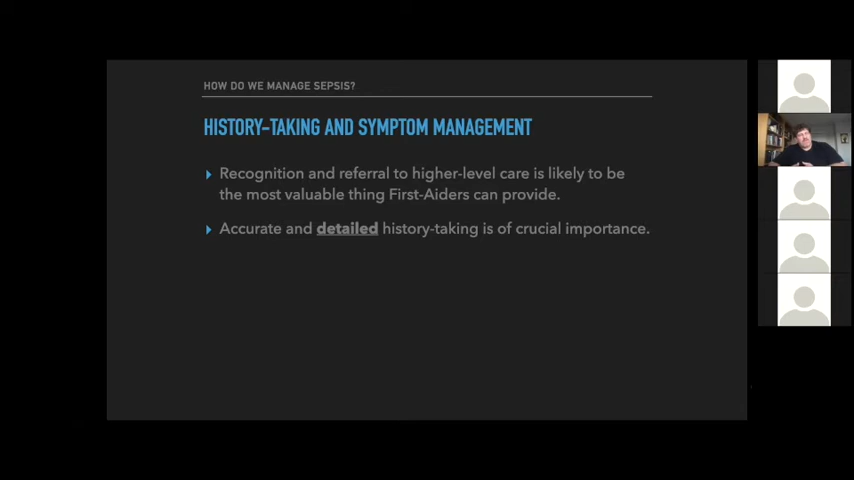 HOW DO WE MANAGE SEPSIS?
HISTORY-TAKING AND SYMPTOM MANAGEMENT
Recognition and referral to higher-level care is likely to be
the most valuable thing First-Aiders can provide.
Accurate and detailed history-taking is of crucial importance.